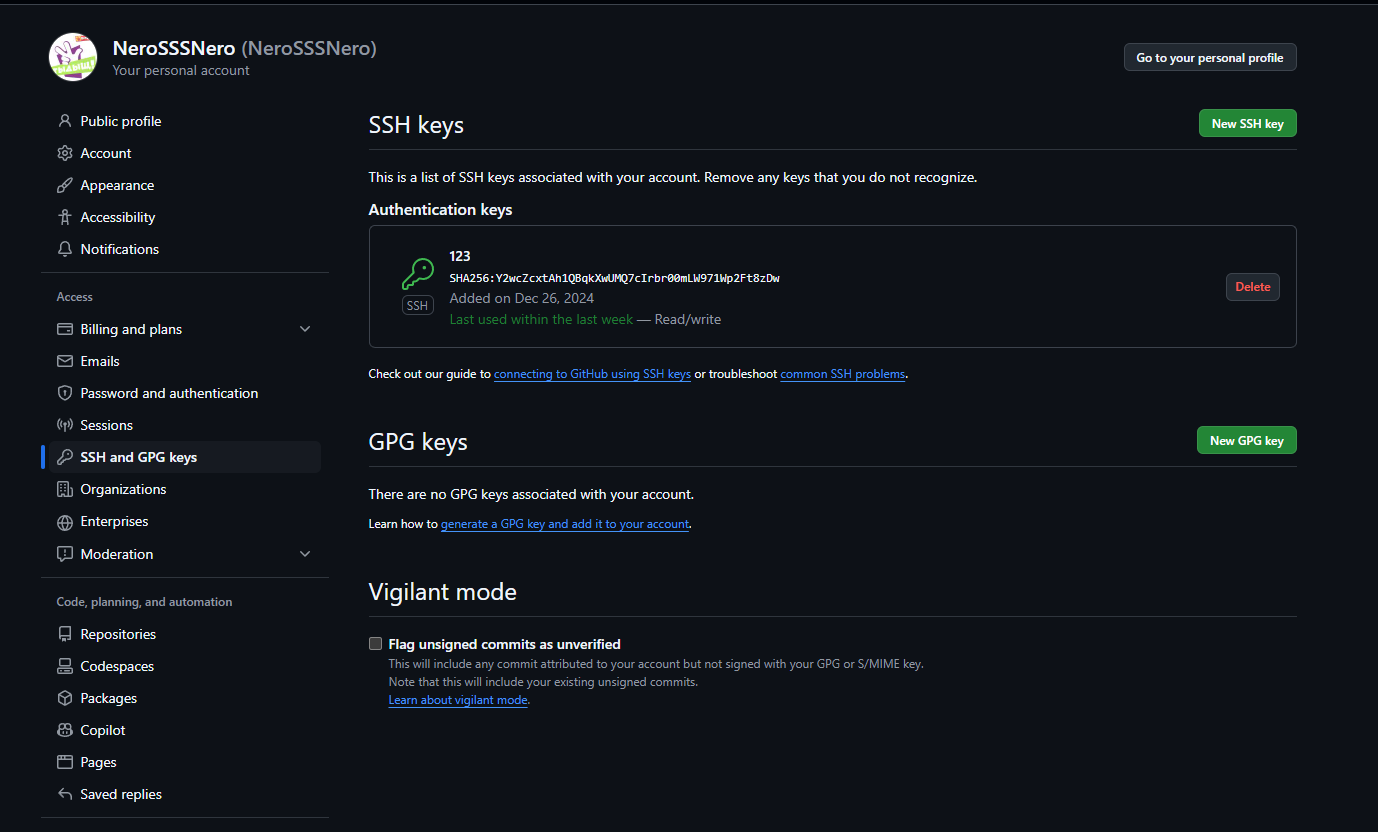 NeroSSSNero (NeroSSSNero)
Your personal account
Go to your personal profile
Public profile
Account
Appearance
Accessibility
Notifications
Access
Billing and plans
Emails
Password and authentication
Sessions
SSH and GPG keys
Organizations
Enterprises
Moderation
Code, planning, and automation
Repositories
Codespaces
Packages
Copilot
Pages
Saved replies
SSH keys
New SSH key
This is a list of SSH keys associated with your account. Remove any keys that you do not recognize.
Authentication keys
123
SHA256:Y2wcZcxtAh1QBqkXwUMQ7cIrbr00mLW971Wp2Ft8zDw
Added on Dec 26, 2024
Last used within the last week — Read/write
SSH
Delete
Check out our guide to connecting to GitHub using SSH keys or troubleshoot common SSH problems.
GPG keys
New GPG key
There are no GPG keys associated with your account.
Learn how to generate a GPG key and add it to your account.
Vigilant mode
Flag unsigned commits as unverified
This will include any commit attributed to your account but not signed with your GPG or S/MIME key.
Note that this will include your existing unsigned commits.
Learn about vigilant mode.